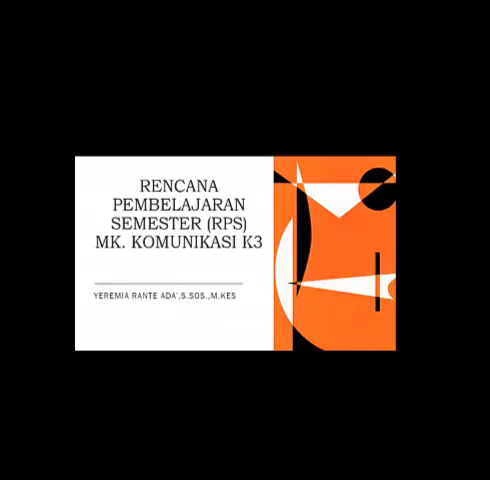 RENCANA
PEMBELAJARAN
SEMESTER (RPS)
MK. KOMUNIKASI K3
YEREMIA RANTE ADA',S.SOS.,M.KES